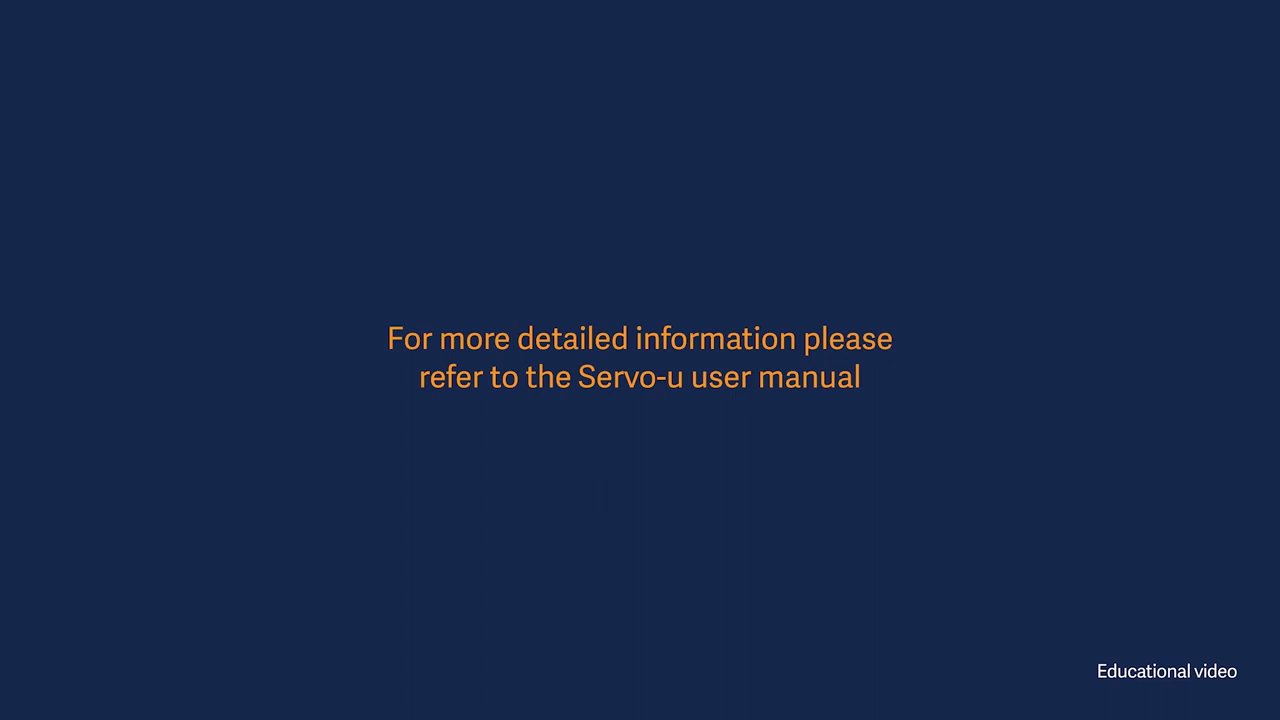 For more detailed information please
refer to the Servo-u user manual
Educational video